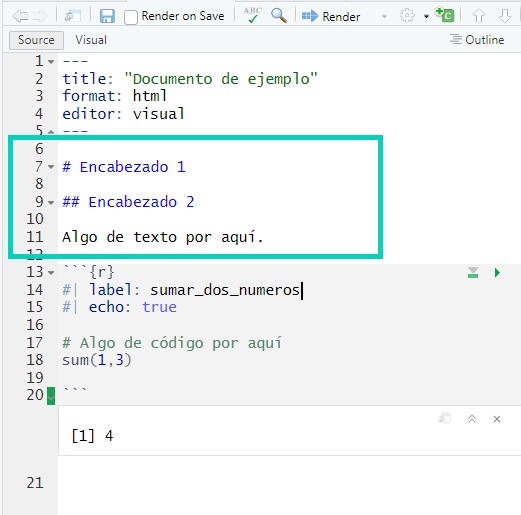 Render on Save
ABC
Render
C
Source Visual
Outline
1 ---
2 title: "Documento de ejemplo"
3 format: html
4 editor: visual
5 ---
6
7 # Encabezado 1
8
9 ## Encabezado 2
10
11 Algo de texto por aquí.
12
13 ```{r}
14 #| label: sumar_dos_numeros
15 #| echo: true
16
17 # Algo de código por aquí
18 sum(1,3)
19
20 ```
[1] 4
21